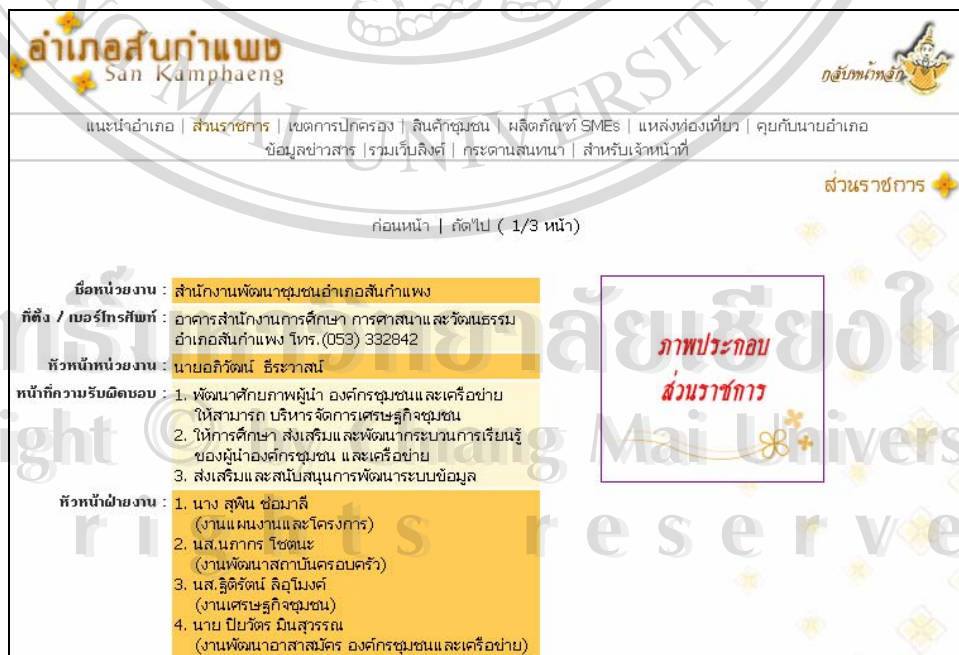 อำเภอสันกำแพง
San Kamphaeng
กลับหน้าหลัก
แนะนำอำเภอ | ส่วนราชการ | เขตการปกครอง | สินค้าชุมชน | ผลิตภัณฑ์ SMEs | แหล่งท่องเที่ยว | คุยกับนายอำเภอ
ข้อมูลข่าวสาร | รวมเว็บลิงค์ | กระดานสนทนา | สำหรับเจ้าหน้าที่
ส่วนราชการ
ก่อนหน้า | ถัดไป ( 1/3 หน้า)
ชื่อหน่วยงาน : สำนักงานพัฒนาชุมชนอำเภอสันกำแพง
ที่ตั้ง / เบอร์โทรศัพท์ : อาคารสำนักงานการศึกษา การศาสนาและวัฒนธรรม
อำเภอสันกำแพง โทร.(053) 332842
หัวหน้าหน่วยงาน : นายอภิวัฒน์ ธีระวาสน์
หน้าที่ความรับผิดชอบ : 1. พัฒนาศักยภาพผู้นำ องค์กรชุมชนและเครือข่าย
ให้สามารถ บริหารจัดการเศรษฐกิจชุมชน
2. ให้การศึกษา ส่งเสริมและพัฒนากระบวนการเรียนรู้
ของผู้นำองค์กรชุมชน และเครือข่าย
3. ส่งเสริมและสนับสนุนการพัฒนาระบบข้อมูล
หัวหน้าฝ่ายงาน : 1. นาง สุพิน ช่อมาลี
(งานแผนงานและโครงการ)
2. นส.นภากร โชตนะ
(งานพัฒนาสถาบันครอบครัว)
3. นส.ฐิติรัตน์ ลิอุโมงค์
(งานเศรษฐกิจชุมชน)
4. นาย ปิยวัตร มินสุวรรณ
(งานพัฒนาอาสาสมัคร องค์กรชุมชนและเครือข่าย)
ภาพประกอบ
ส่วนราชการ
MAI UNIVERSIT
ทธิ์มหาวิทยาลัยเชียงให
ight © by Chiang Mai Univers
rights reserve